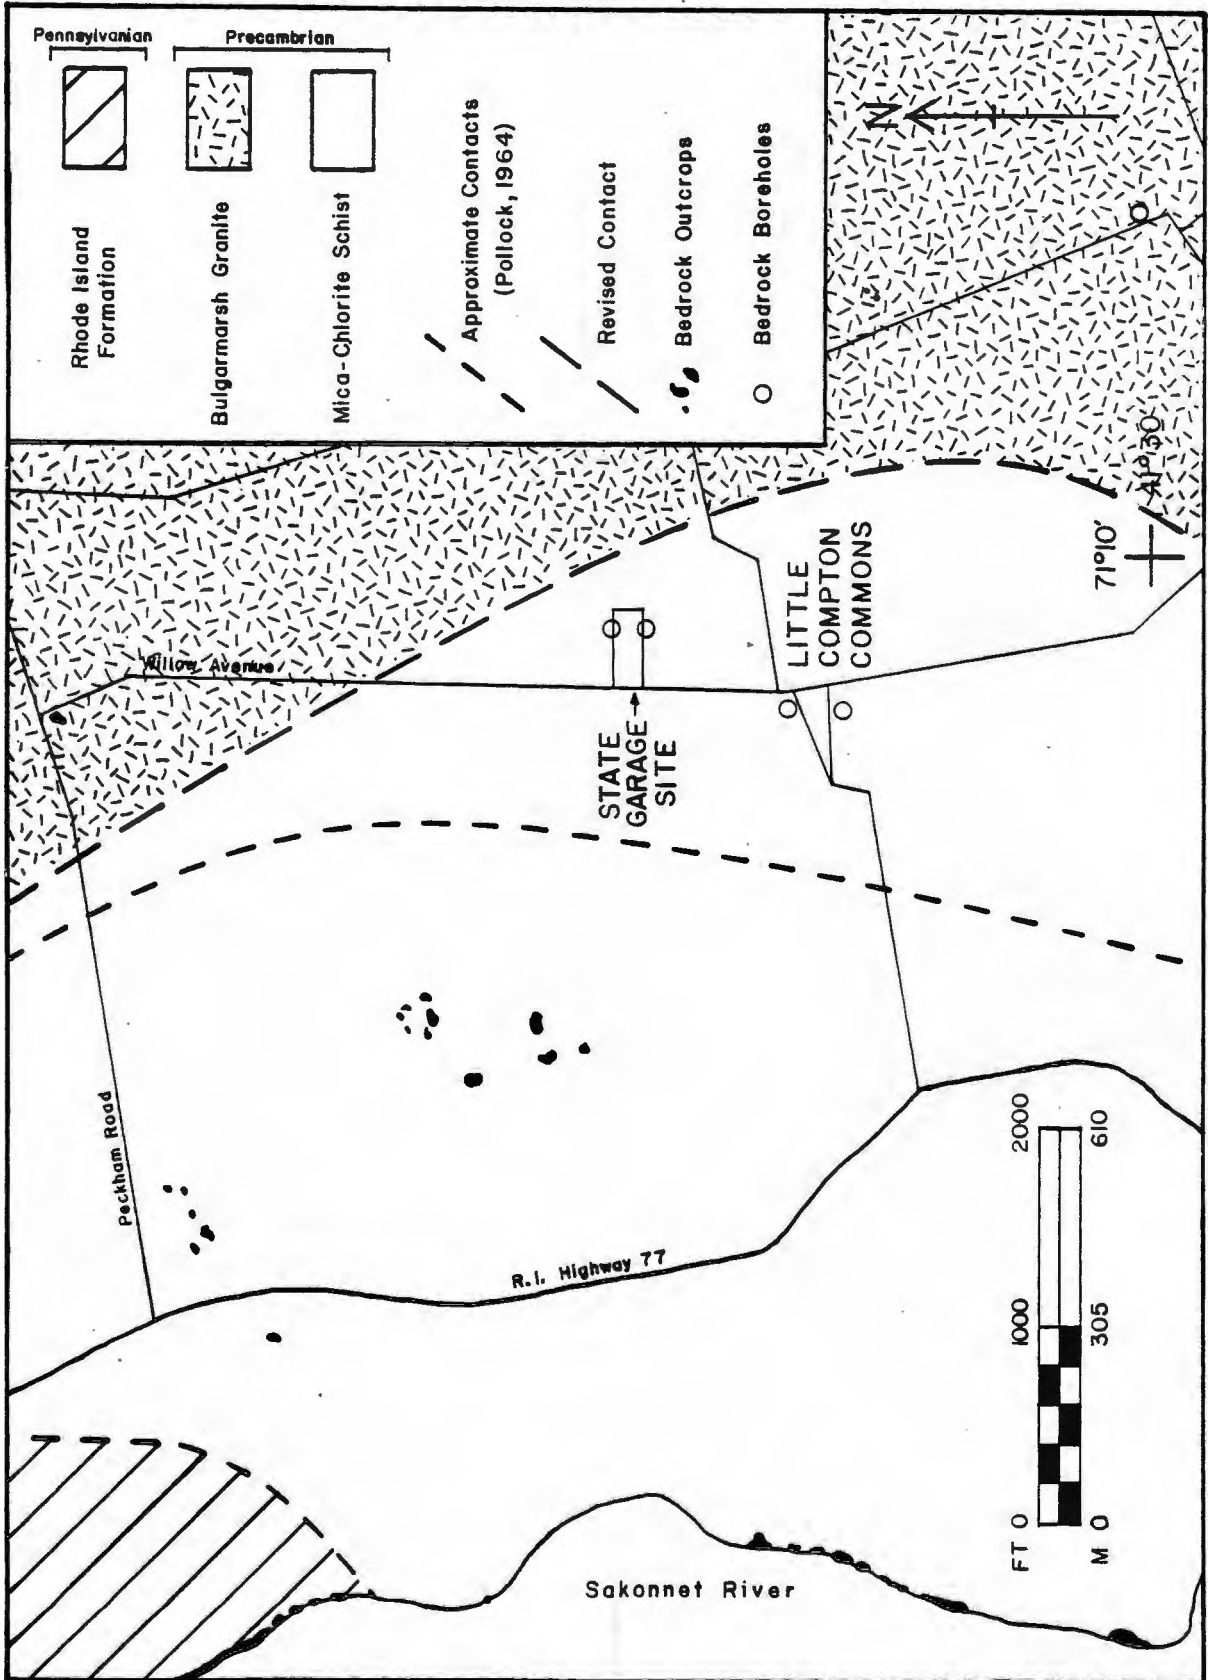 Pennsylvanian
Precambrian
Rhode Island
Formation
Bulgarmarsh Granite
Mica-Chlorite Schist
Approximate Contacts
(Pollock, 1964)
Revised Contact
Bedrock Outcrops
Bedrock Boreholes
N
Willow Avenue
STATE
GARAGE
SITE
LITTLE
COMPTON
COMMONS
71°10'
41°30
Peckham Road
R.I. Highway 77
Sakonnet River
FT 0 1000 2000
M 0 305 610